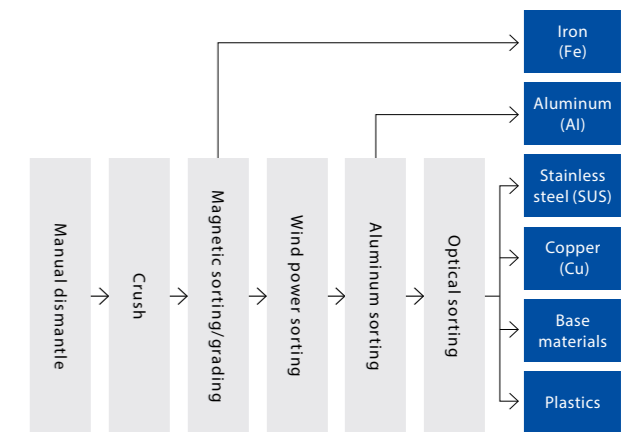 Iron
(Fe)
Aluminum
(Al)
Stainless
steel (SUS)
Copper
(Cu)
Base
materials
Plastics
Manual dismantle
Crush
Magnetic sorting/grading
Wind power sorting
Aluminum sorting
Optical sorting